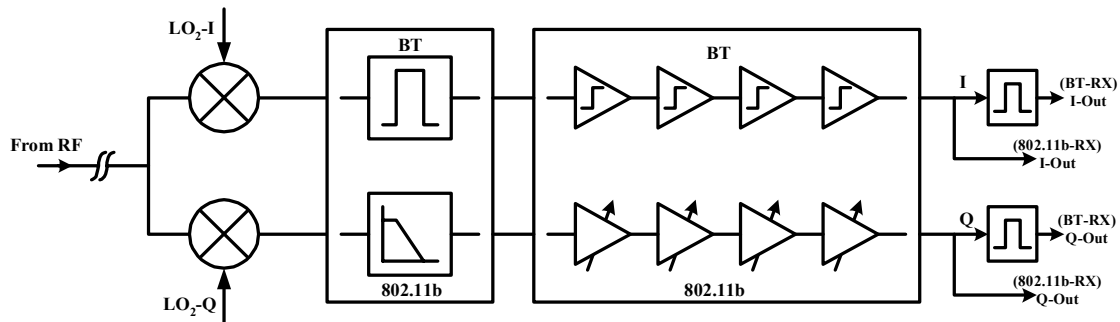 LO2-I
BT
BT
I
(BT-RX)
I-Out
(802.11b-RX)
I-Out
From RF
Q
(BT-RX)
Q-Out
802.11b
802.11b
(802.11b-RX)
Q-Out
LO2-Q